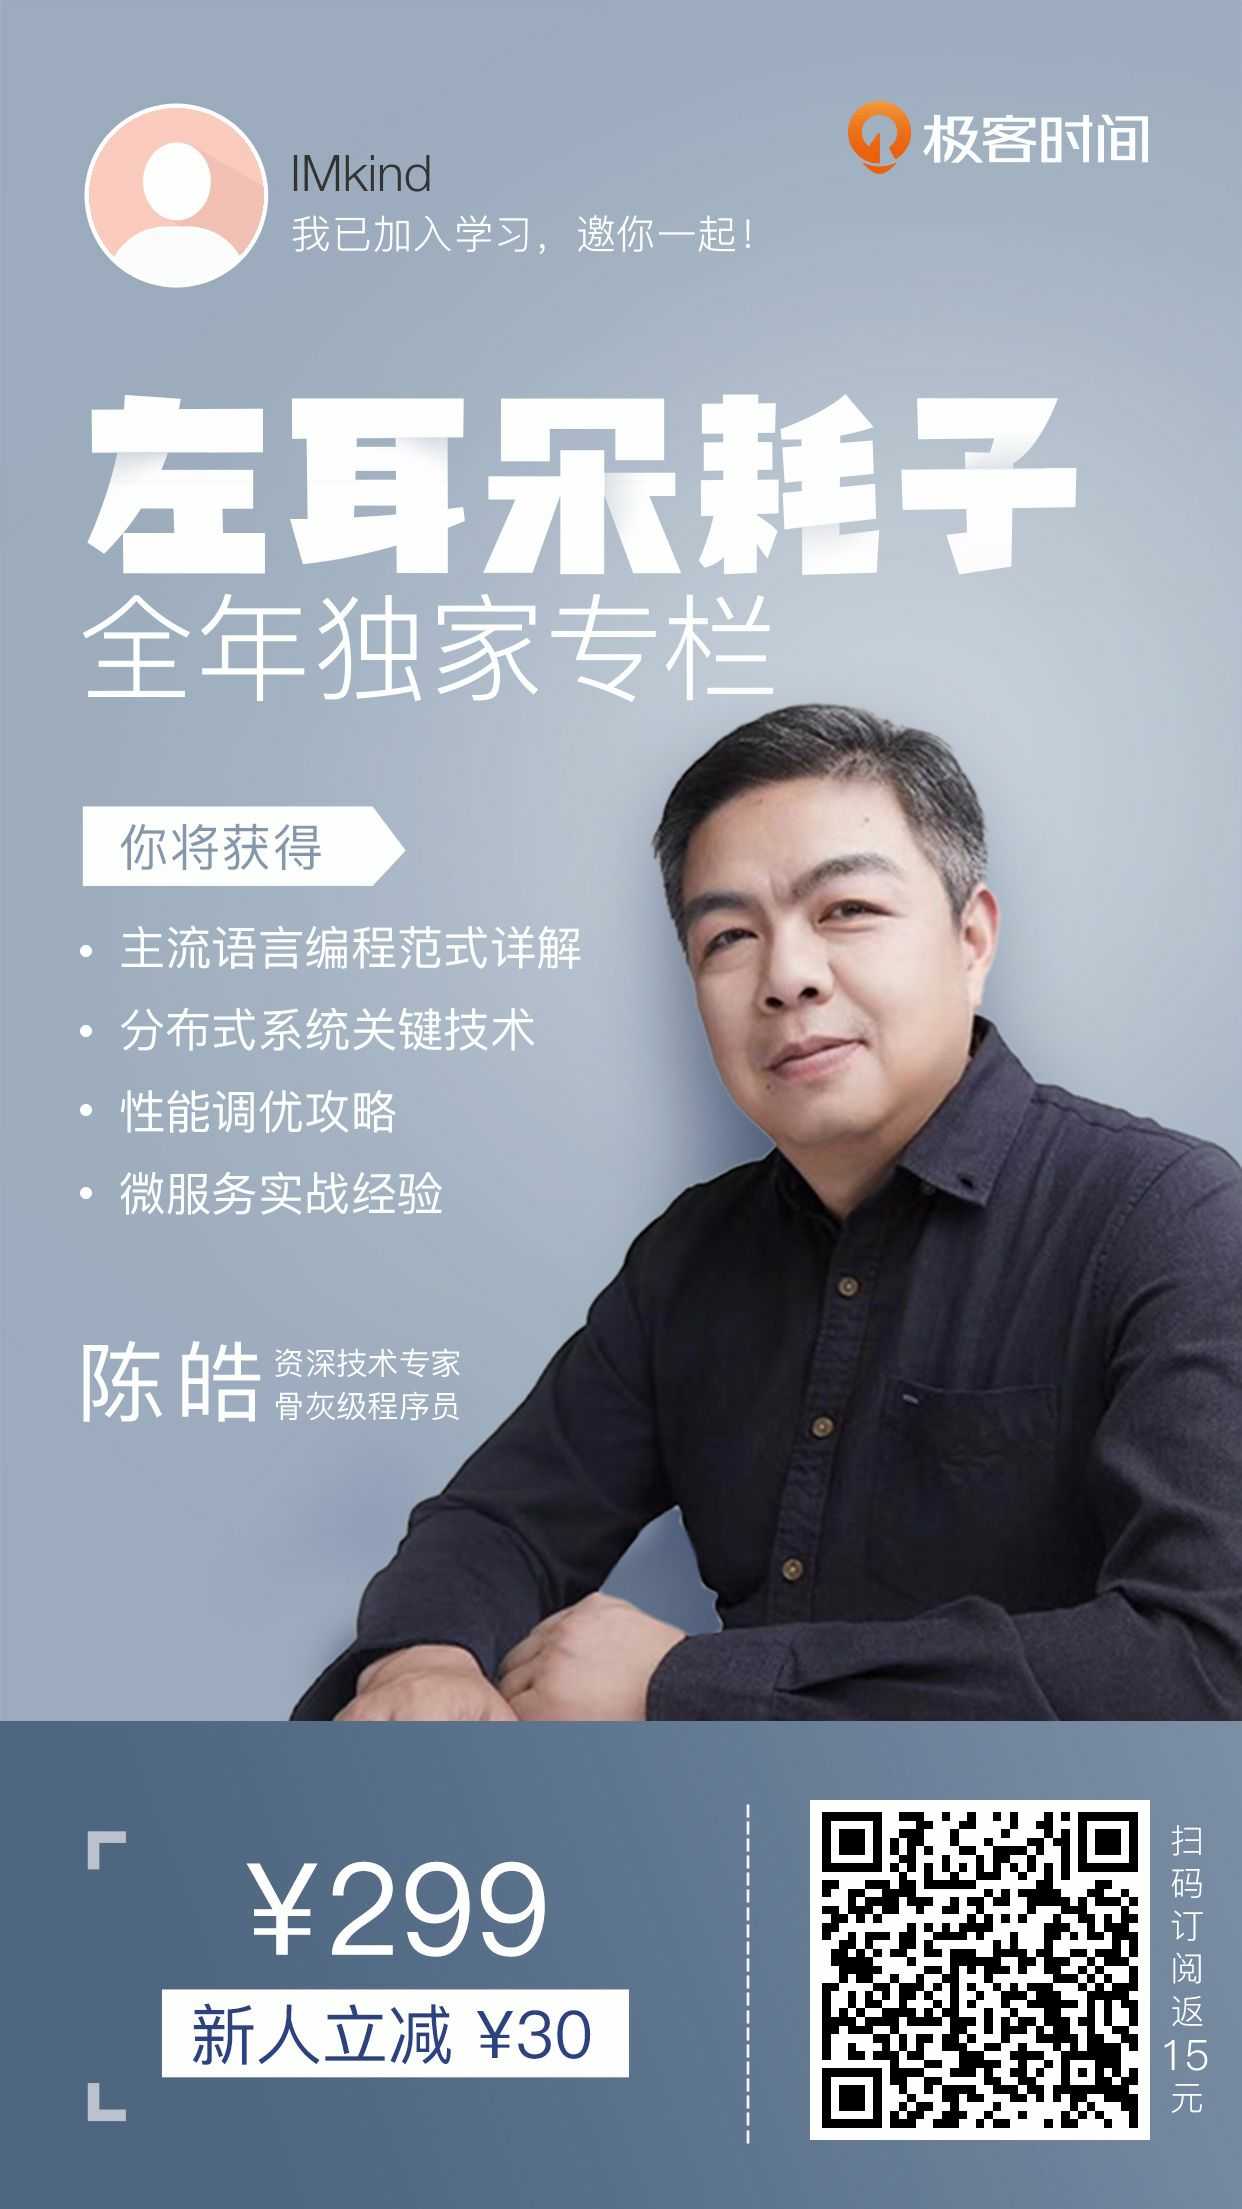 极客时间
IMkind
我已加入学习，邀你一起！
左耳朵耗子
全年独家专栏
你将获得
• 主流语言编程范式详解
• 分布式系统关键技术
• 性能调优攻略
• 微服务实战经验
陈皓
资深技术专家
骨灰级程序员
¥299
新人立减 ¥30
扫码订阅返15元